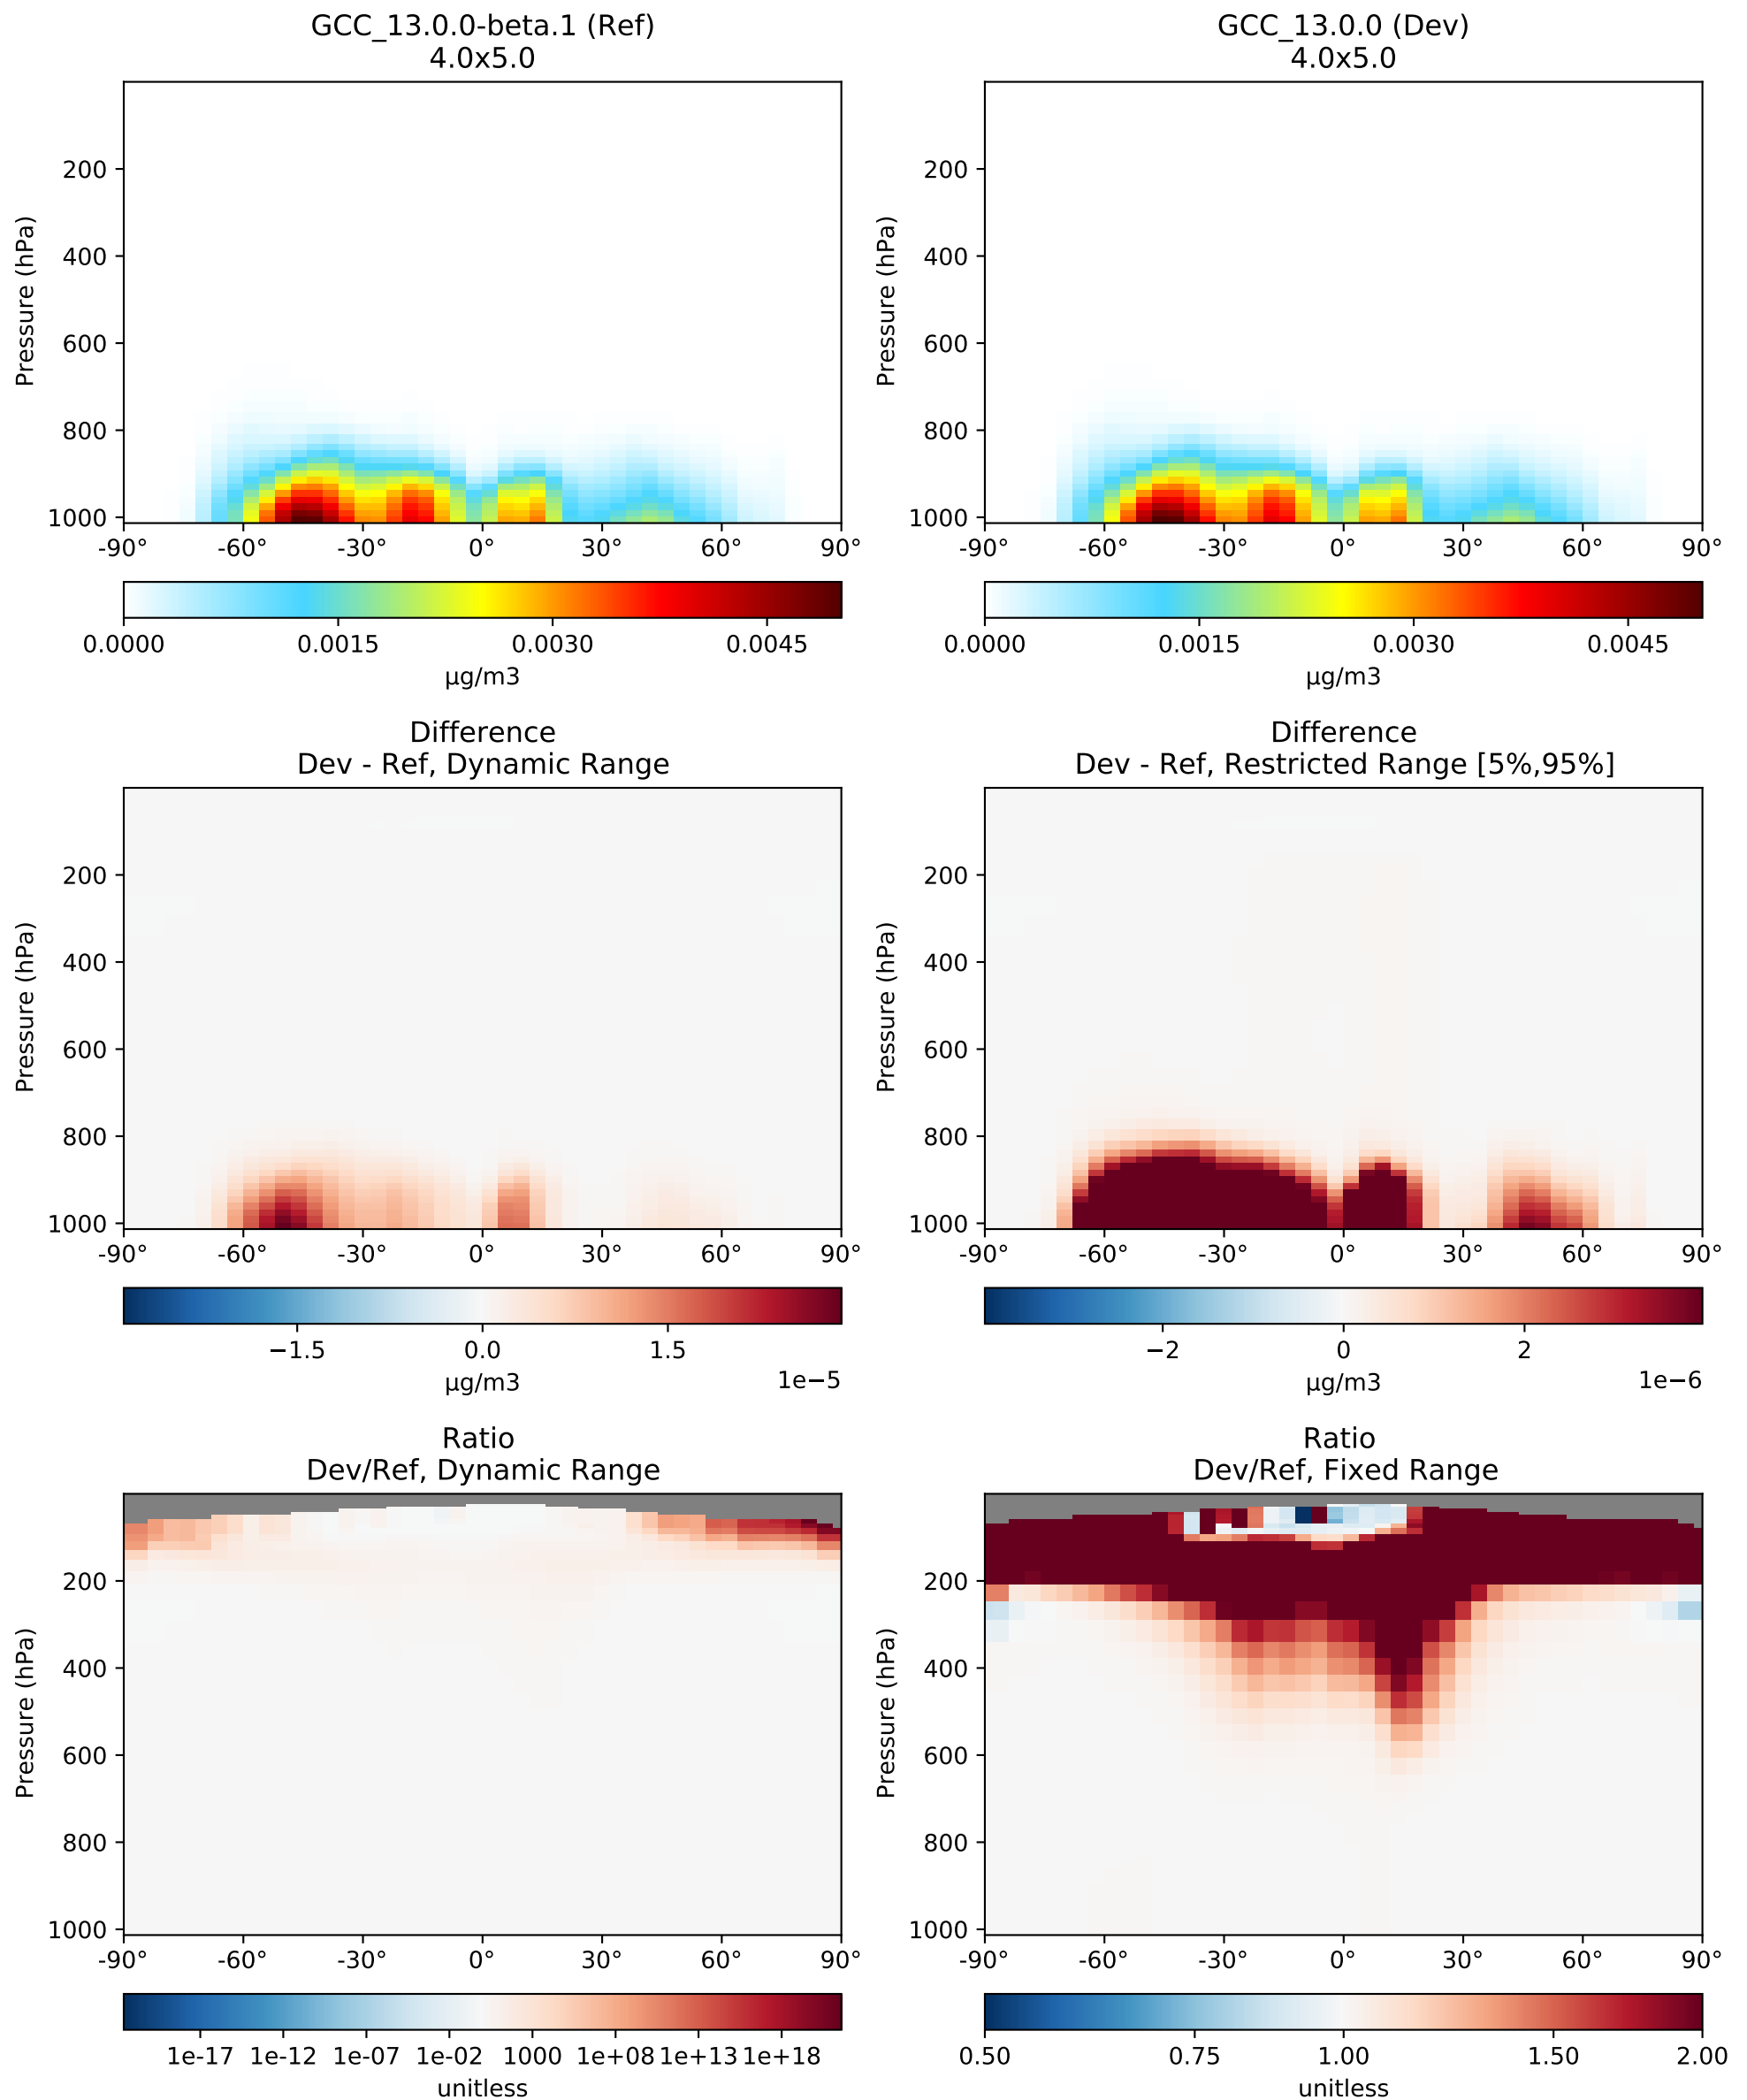 GCC_13.0.0-beta.1 (Ref)
4.0x5.0
Pressure (hPa)
200
400
600
800
1000
-90° -60° -30° 0° 30° 60° 90°
0.0000 0.0015 0.0030 0.0045
µg/m3
GCC_13.0.0 (Dev)
4.0x5.0
Pressure (hPa)
200
400
600
800
1000
-90° -60° -30° 0° 30° 60° 90°
0.0000 0.0015 0.0030 0.0045
µg/m3
Difference
Dev - Ref, Dynamic Range
Pressure (hPa)
200
400
600
800
1000
-90° -60° -30° 0° 30° 60° 90°
−1.5 0.0 1.5
µg/m3 1e−5
Difference
Dev - Ref, Restricted Range [5%,95%]
Pressure (hPa)
200
400
600
800
1000
-90° -60° -30° 0° 30° 60° 90°
−2 0 2
µg/m3 1e−6
Ratio
Dev/Ref, Dynamic Range
Pressure (hPa)
200
400
600
800
1000
-90° -60° -30° 0° 30° 60° 90°
1e-17 1e-12 1e-07 1e-02 1000 1e+08 1e+13 1e+18
unitless
Ratio
Dev/Ref, Fixed Range
Pressure (hPa)
200
400
600
800
1000
-90° -60° -30° 0° 30° 60° 90°
0.50 0.75 1.00 1.50 2.00
unitless